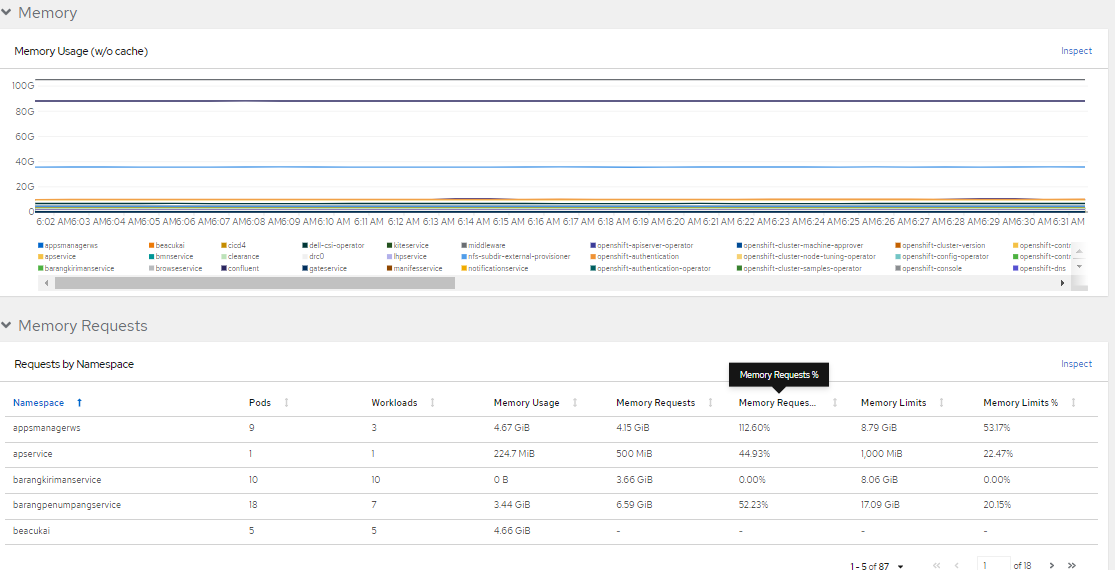 Memory
Memory Usage (w/o cache)
Inspect
100G
80G
60G
40G
20G
0
6:02 AM 6:03 AM 6:04 AM 6:05 AM 6:06 AM 6:07 AM 6:08 AM 6:09 AM 6:10 AM 6:11 AM 6:12 AM 6:13 AM 6:14 AM 6:15 AM 6:16 AM 6:17 AM 6:18 AM 6:19 AM 6:20 AM 6:21 AM 6:22 AM 6:23 AM 6:24 AM 6:25 AM 6:26 AM 6:27 AM 6:28 AM 6:29 AM 6:30 AM 6:31 AM
appsmanagerws beacukai cicd4 dell-csi-operator kiteservice middleware openshift-apiserver-operator openshift-cluster-machine-approver openshift-cluster-version openshift-contr
apservice bmnservice clearance drc0 lhpservice nfs-subdir-external-provisioner openshift-authentication openshift-cluster-node-tuning-operator openshift-config-operator openshift-contr
barangkirimanservice browseservice confluent gateservice manifesservice notificationservice openshift-authentication-operator openshift-cluster-samples-operator openshift-console openshift-dns
Memory Requests
Requests by Namespace
Inspect
Memory Requests %
Namespace Pods Workloads Memory Usage Memory Requests Memory Reques... Memory Limits Memory Limits %
appsmanagerws 9 3 4.67 GiB 4.15 GiB 112.60% 8.79 GiB 53.17%
apservice 1 1 224.7 MiB 500 MiB 44.93% 1,000 MiB 22.47%
barangkirimanservice 10 10 0 B 3.66 GiB 0.00% 8.06 GiB 0.00%
barangpenumpangservice 18 7 3.44 GiB 6.59 GiB 52.23% 17.09 GiB 20.15%
beacukai 5 5 4.66 GiB - - - -
1 - 5 of 87 1 of 18